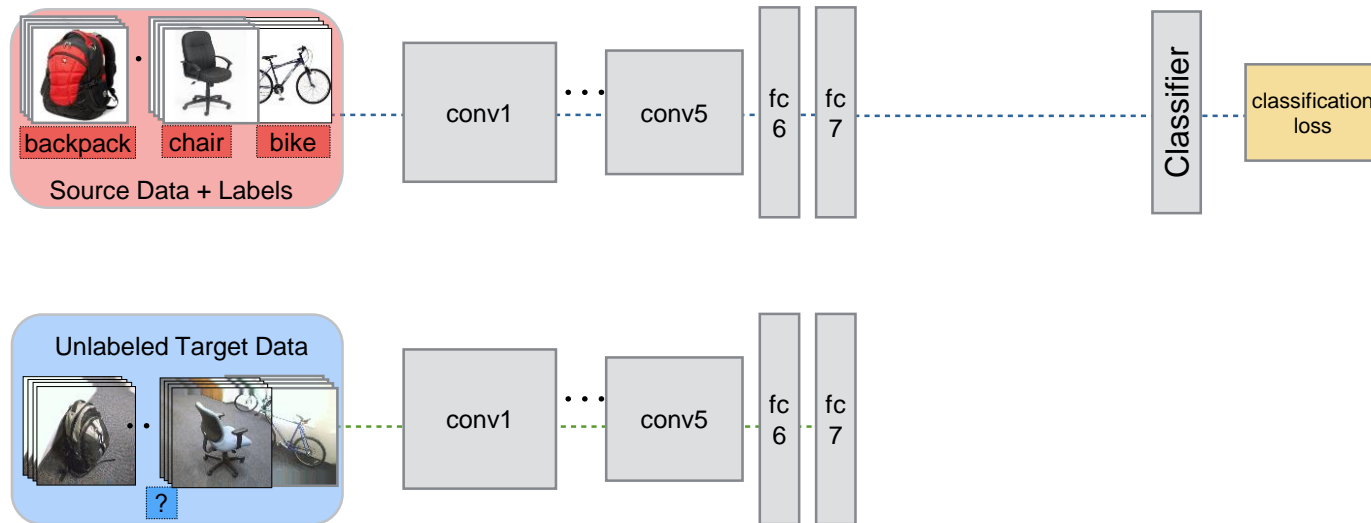 backpack
chair
bike
Source Data + Labels
conv1
...
conv5
fc
6
fc
7
Classifier
classification
loss
Unlabeled Target Data
?
conv1
...
conv5
fc
6
fc
7